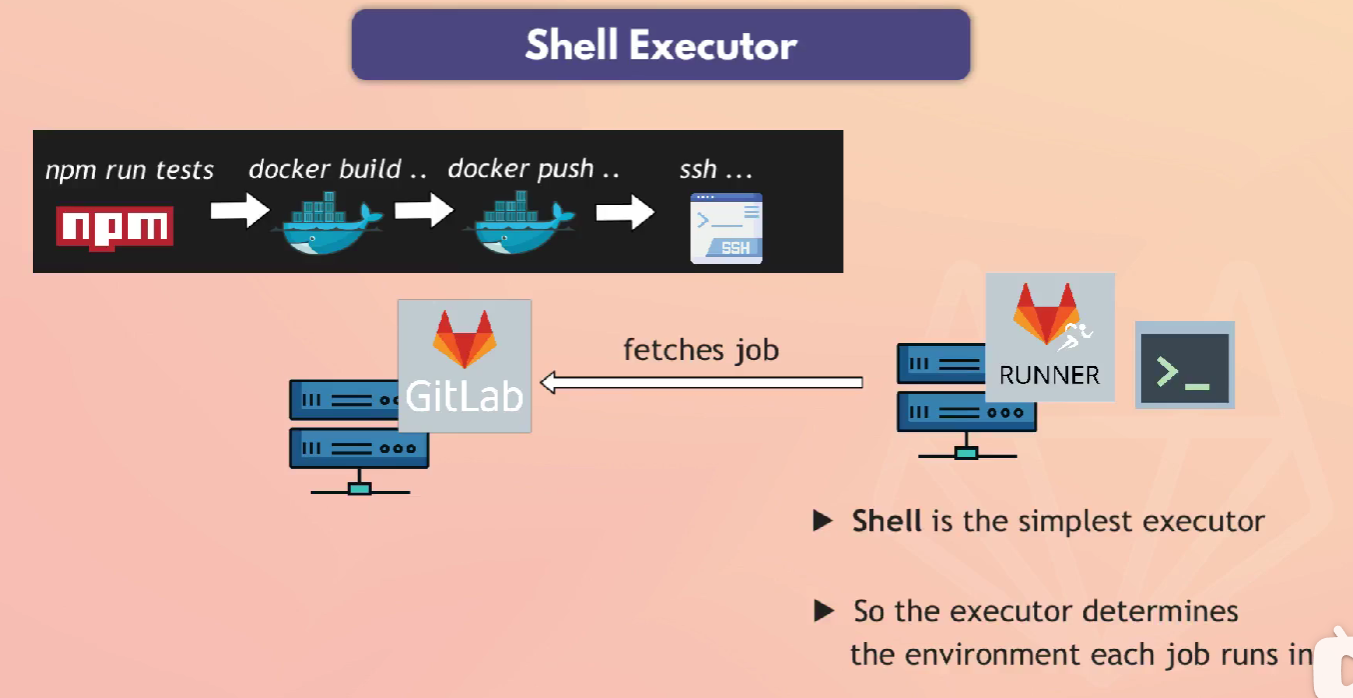 Shell Executor
npm run tests
docker build ..
docker push ..
ssh ...
npm
SSH
GitLab
fetches job
RUNNER
>_
▶ Shell is the simplest executor
▶ So the executor determines
the environment each job runs in